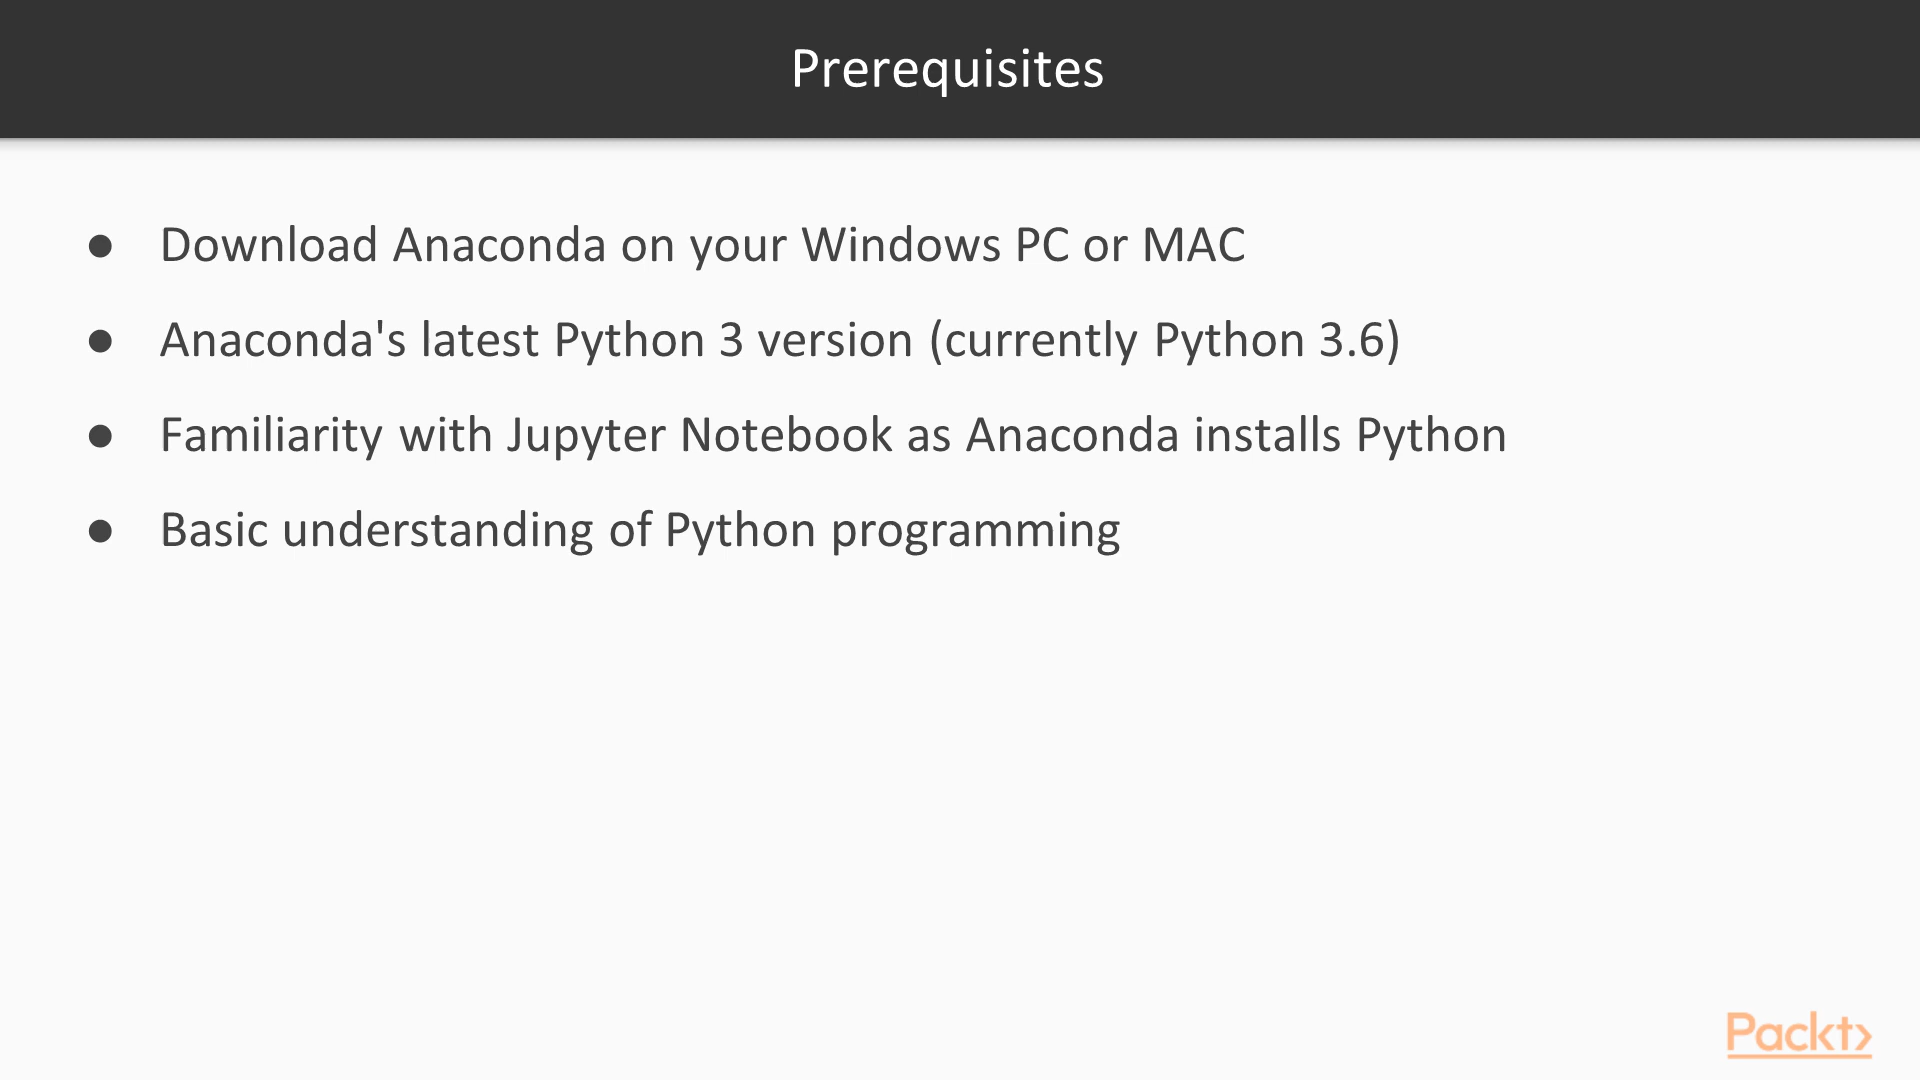 Prerequisites
● Download Anaconda on your Windows PC or MAC
● Anaconda's latest Python 3 version (currently Python 3.6)
● Familiarity with Jupyter Notebook as Anaconda installs Python
● Basic understanding of Python programming
Packt>